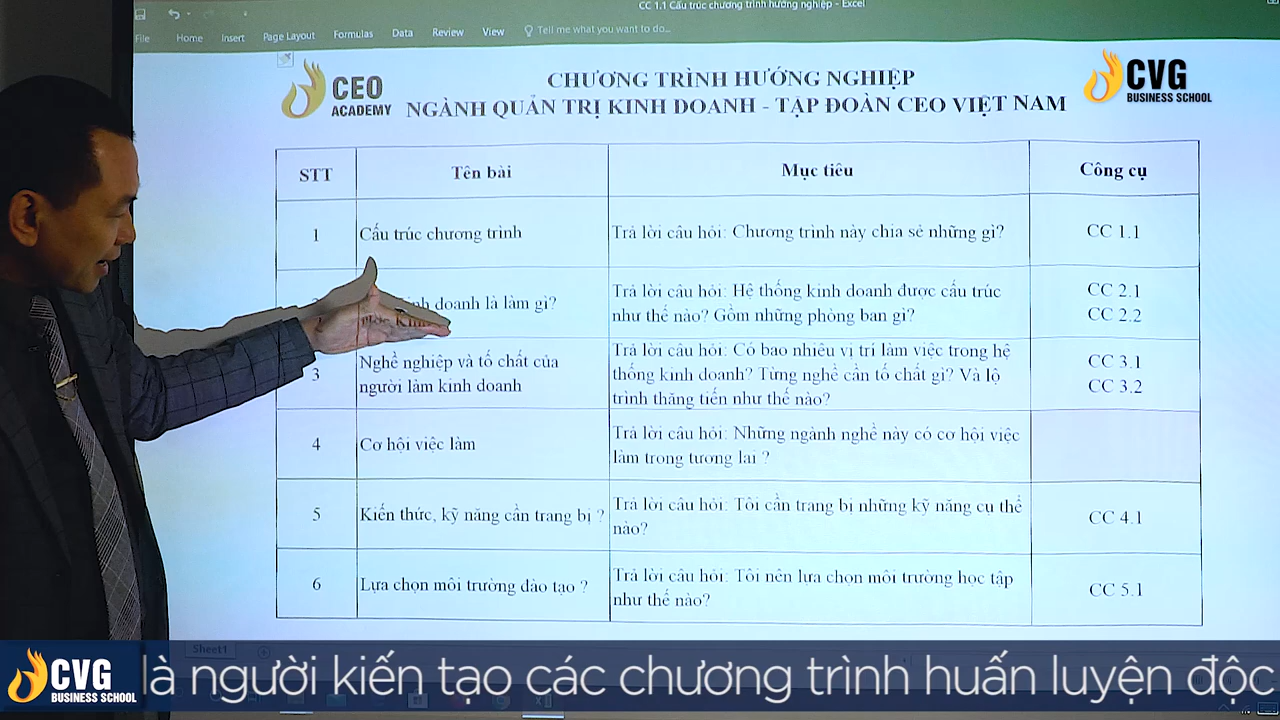 CC 1.1 Cấu trúc chương trình hướng nghiệp - Excel
File Home Insert Page Layout Formulas Data Review View Tell me what you want to do...
CEO
ACADEMY
CHƯƠNG TRÌNH HƯỚNG NGHIỆP
NGÀNH QUẢN TRỊ KINH DOANH - TẬP ĐOÀN CEO VIỆT NAM
CVG
BUSINESS SCHOOL
STT Tên bài Mục tiêu Công cụ
1 Cấu trúc chương trình Trả lời câu hỏi: Chương trình này chia sẻ những gì? CC 1.1
doanh là làm gì? Trả lời câu hỏi: Hệ thống kinh doanh được cấu trúc
như thế nào? Gồm những phòng ban gì?
CC 2.1
CC 2.2
3 Nghề nghiệp và tố chất của
người làm kinh doanh
Trả lời câu hỏi: Có bao nhiêu vị trí làm việc trong hệ
thống kinh doanh? Từng nghề cần tố chất gì? Và lộ
trình thăng tiến như thế nào?
CC 3.1
CC 3.2
4 Cơ hội việc làm Trả lời câu hỏi: Những ngành nghề này có cơ hội việc
làm trong tương lai ?
5 Kiến thức, kỹ năng cần trang bị ? Trả lời câu hỏi: Tôi cần trang bị những kỹ năng cụ thể
nào?
CC 4.1
6 Lựa chọn môi trường đào tạo ? Trả lời câu hỏi: Tôi nên lựa chọn môi trường học tập
như thế nào?
CC 5.1
Sheet1
CVG
BUSINESS SCHOOL
là người kiến tạo các chương trình huấn luyện độc